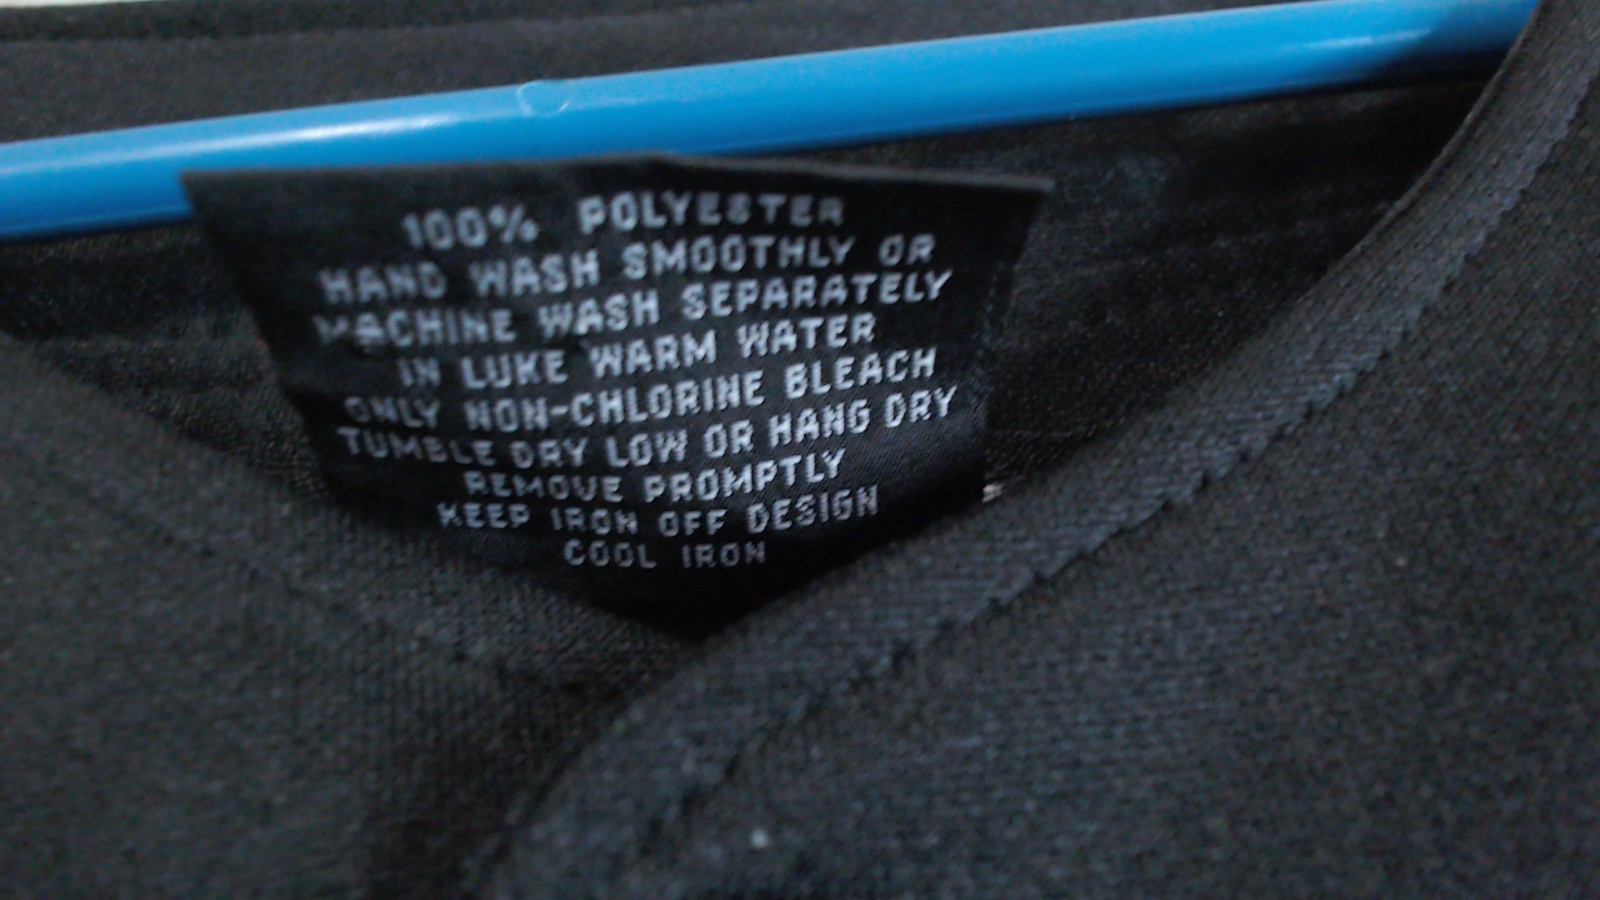 100% POLYESTER
HAND WASH SMOOTHLY OR
MACHINE WASH SEPARATELY
IN LUKE WARM WATER
ONLY NON-CHLORINE BLEACH
TUMBLE DRY LOW OR HANG DRY
REMOVE PROMPTLY
KEEP IRON OFF DESIGN
COOL IRON